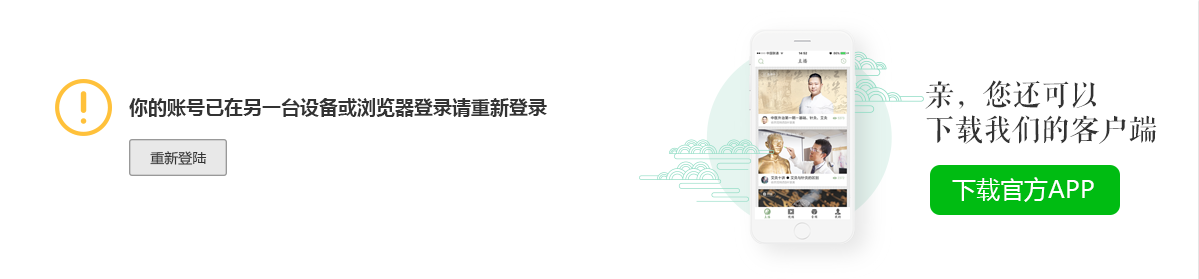 你的账号已在另一台设备或浏览器登录请重新登录
重新登陆
亲，您还可以
下载我们的客户端
下载官方APP